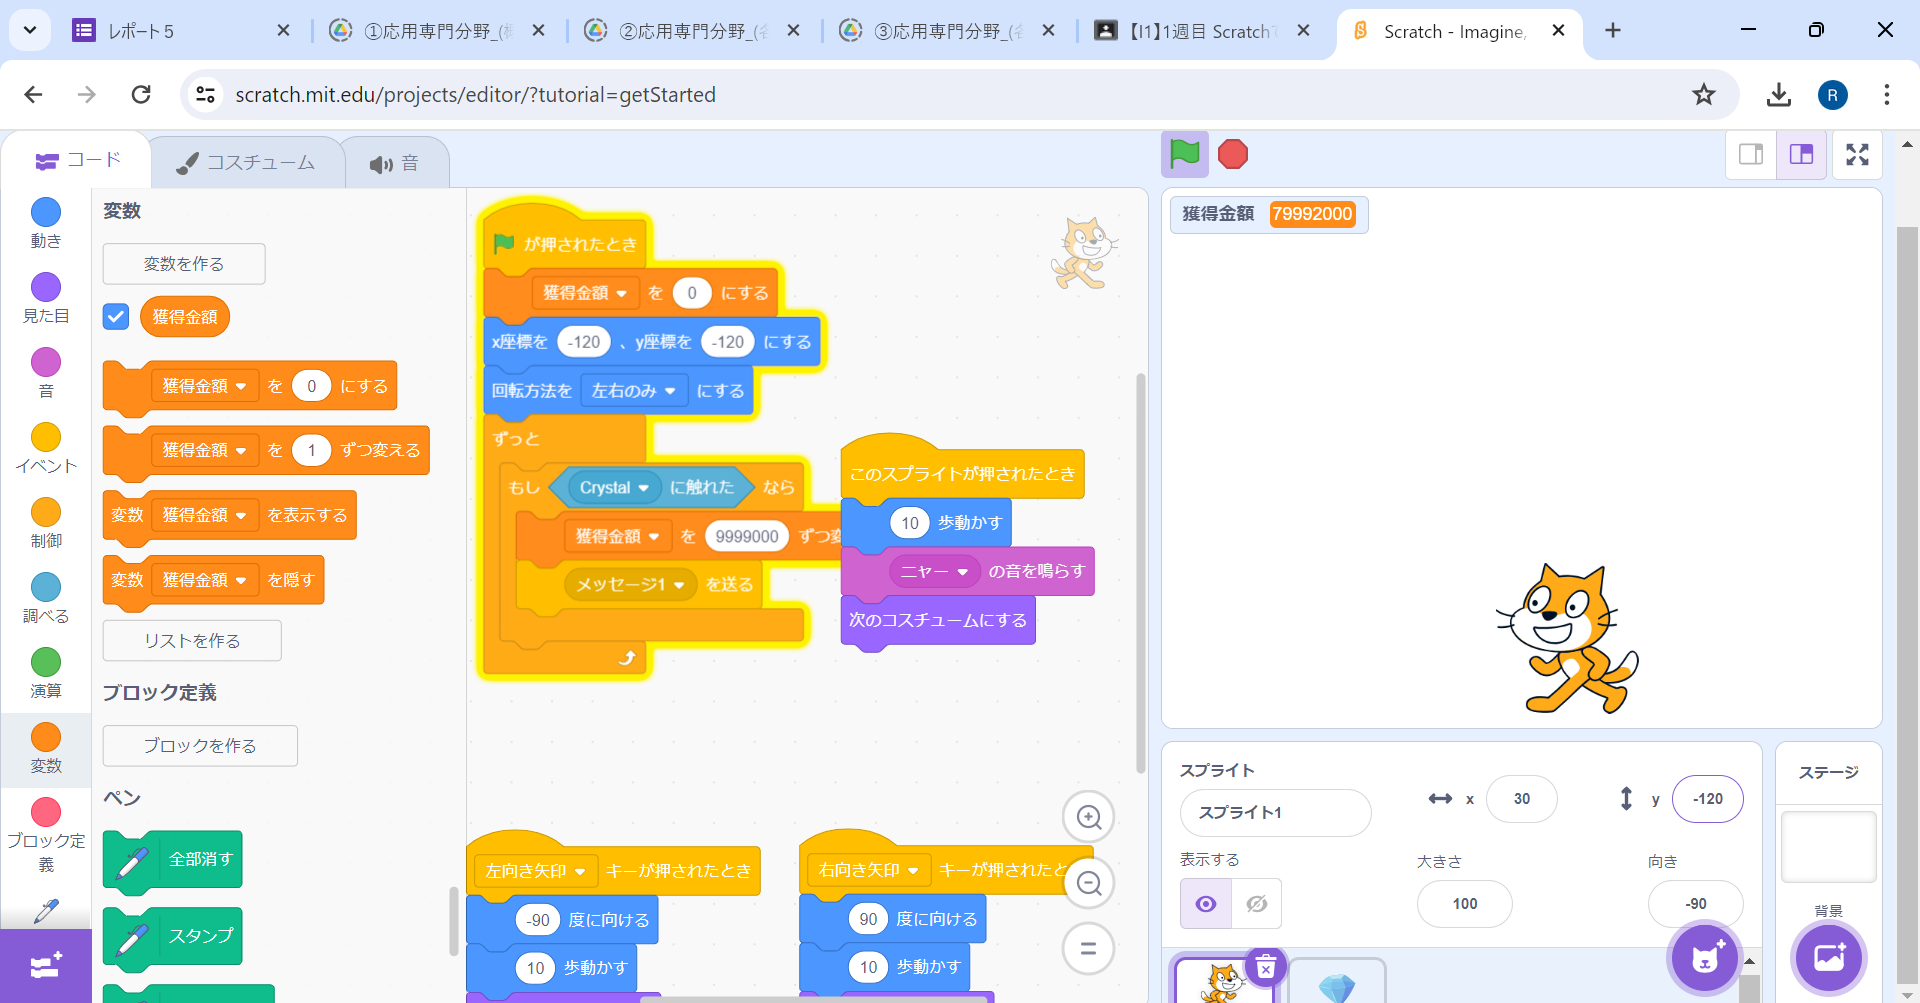 レポート 5
①応用専門分野_(
②応用専門分野_(
③応用専門分野_(
【I1】1週目 Scratchで
Scratch - Imagine,
scratch.mit.edu/projects/editor/?tutorial=getStarted
R
コード
コスチューム
音
動き
見た目
音
イベント
制御
調べる
演算
変数
ブロック定
義
変数
変数を作る
獲得金額
獲得金額 を 0 にする
獲得金額 を 1 ずつ変える
変数 獲得金額 を表示する
変数 獲得金額 を隠す
リストを作る
ブロック定義
ブロックを作る
ペン
全部消す
スタンプ
が押されたとき
獲得金額 を 0 にする
x座標を -120 、y座標を -120 にする
回転方法を 左右のみ にする
ずっと
もし Crystal に触れた なら
獲得金額 を 9999000 ずつ変
メッセージ1 を送る
このスプライトが押されたとき
10 歩動かす
ニャー の音を鳴らす
次のコスチュームにする
左向き矢印 キーが押されたとき
-90 度に向ける
10 歩動かす
右向き矢印 キーが押されたと
90 度に向ける
10 歩動かす
獲得金額 79992000
スプライト
スプライト1
x 30
y -120
表示する
大きさ
100
向き
-90
ステージ
背景